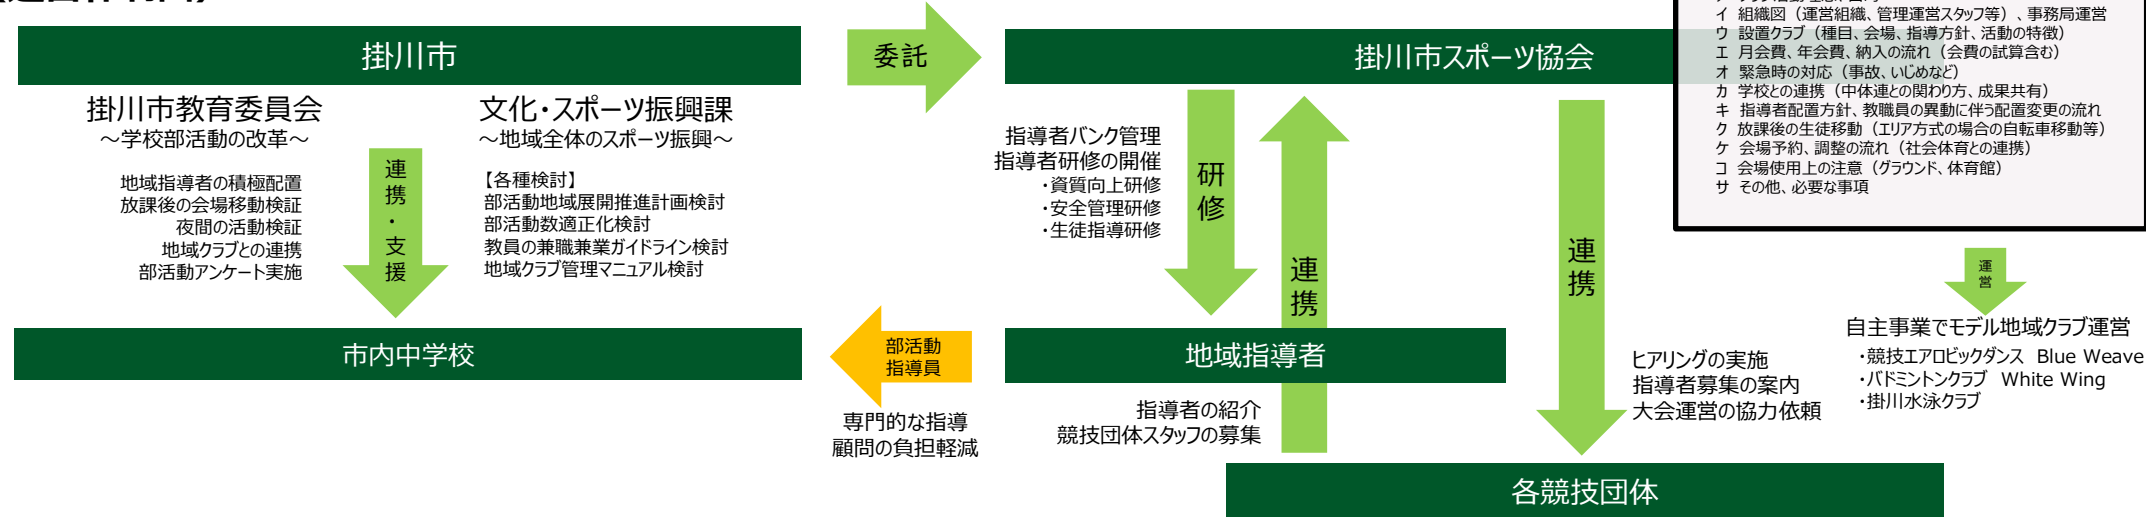 掛川市
掛川市教育委員会
～学校部活動の改革～
地域指導者の積極配置
放課後の会場移動検証
夜間の活動検証
地域クラブとの連携
部活動アンケート実施
連携・支援
文化・スポーツ振興課
～地域全体のスポーツ振興～
【各種検討】
部活動地域展開推進計画検討
部活動数適正化検討
教員の兼職兼業ガイドライン検討
地域クラブ管理マニュアル検討
市内中学校
委託
掛川市スポーツ協会
指導者バンク管理
指導者研修の開催
・資質向上研修
・安全管理研修
・生徒指導研修
研修
連携
連携
部活動
指導員
専門的な指導
顧問の負担軽減
地域指導者
指導者の紹介
競技団体スタッフの募集
ヒアリングの実施
指導者募集の案内
大会運営の協力依頼
各競技団体
イ 組織図（運営組織、管理運営スタッフ等）、事務局運営
ウ 設置クラブ（種目、会場、指導方針、活動の特徴）
エ 月会費、年会費、納入の流れ（会費の試算含む）
オ 緊急時の対応（事故、いじめなど）
カ 学校との連携（中体連との関わり方、成果共有）
キ 指導者配置方針、教職員の異動に伴う配置変更の流れ
ク 放課後の生徒移動（エリア方式の場合の自転車移動等）
ケ 会場予約、調整の流れ（社会体育との連携）
コ 会場使用上の注意（グラウンド、体育館）
サ その他、必要な事項
運営
自主事業でモデル地域クラブ運営
・競技エアロビックダンス Blue Weave
・バドミントンクラブ White Wing
・掛川水泳クラブ